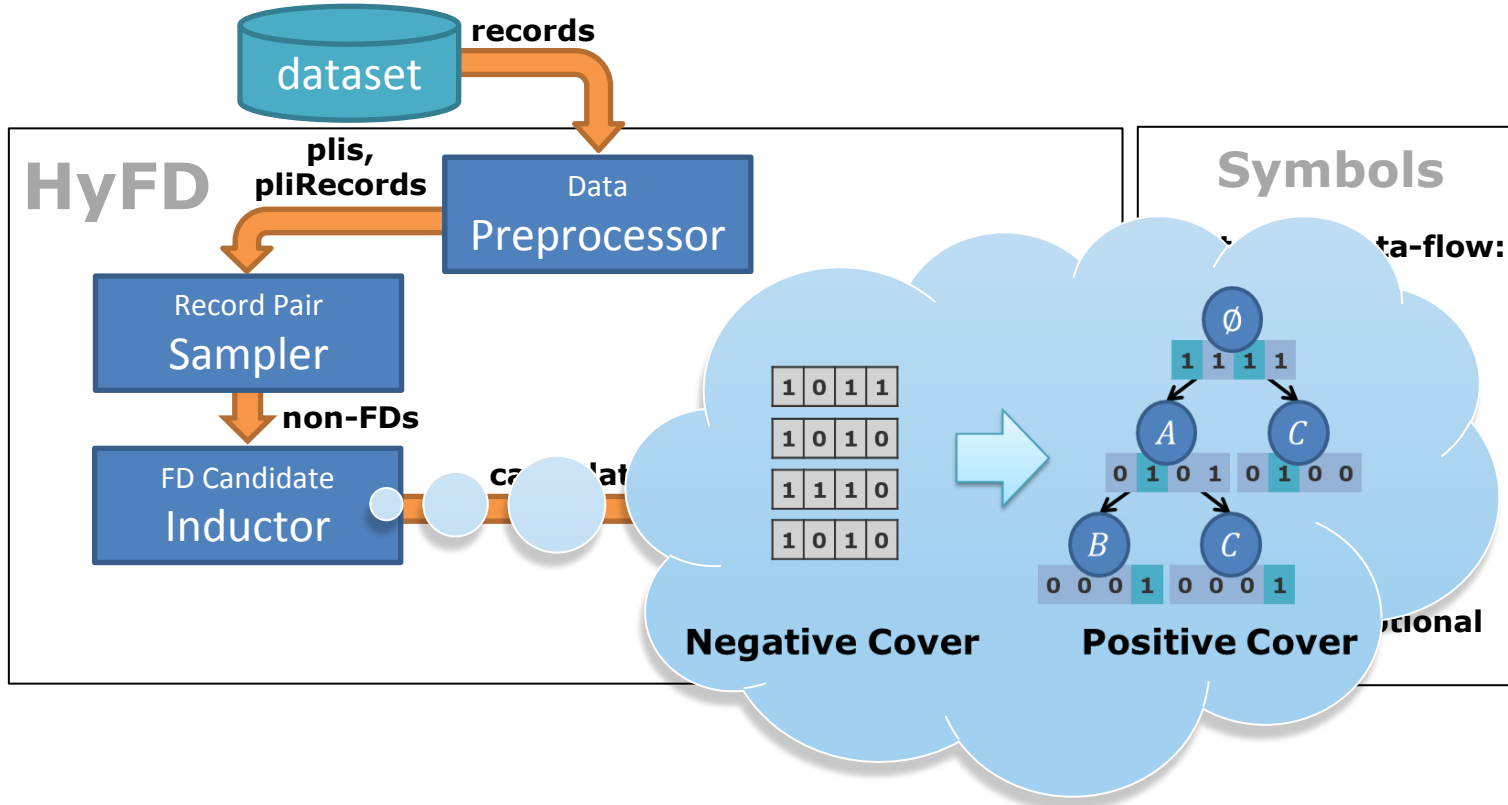 records
dataset
HyFD
plis,
pliRecords
Data
Preprocessor
Symbols
ta-flow:
Record Pair
Sampler
non-FDs
FD Candidate
Inductor
1 0 1 1
1 0 1 0
1 1 1 0
1 0 1 0
Negative Cover
∅
1 1 1 1
A
C
0 1 0 1
0 1 0 0
B
C
0 0 0 1
0 0 0 1
Positive Cover